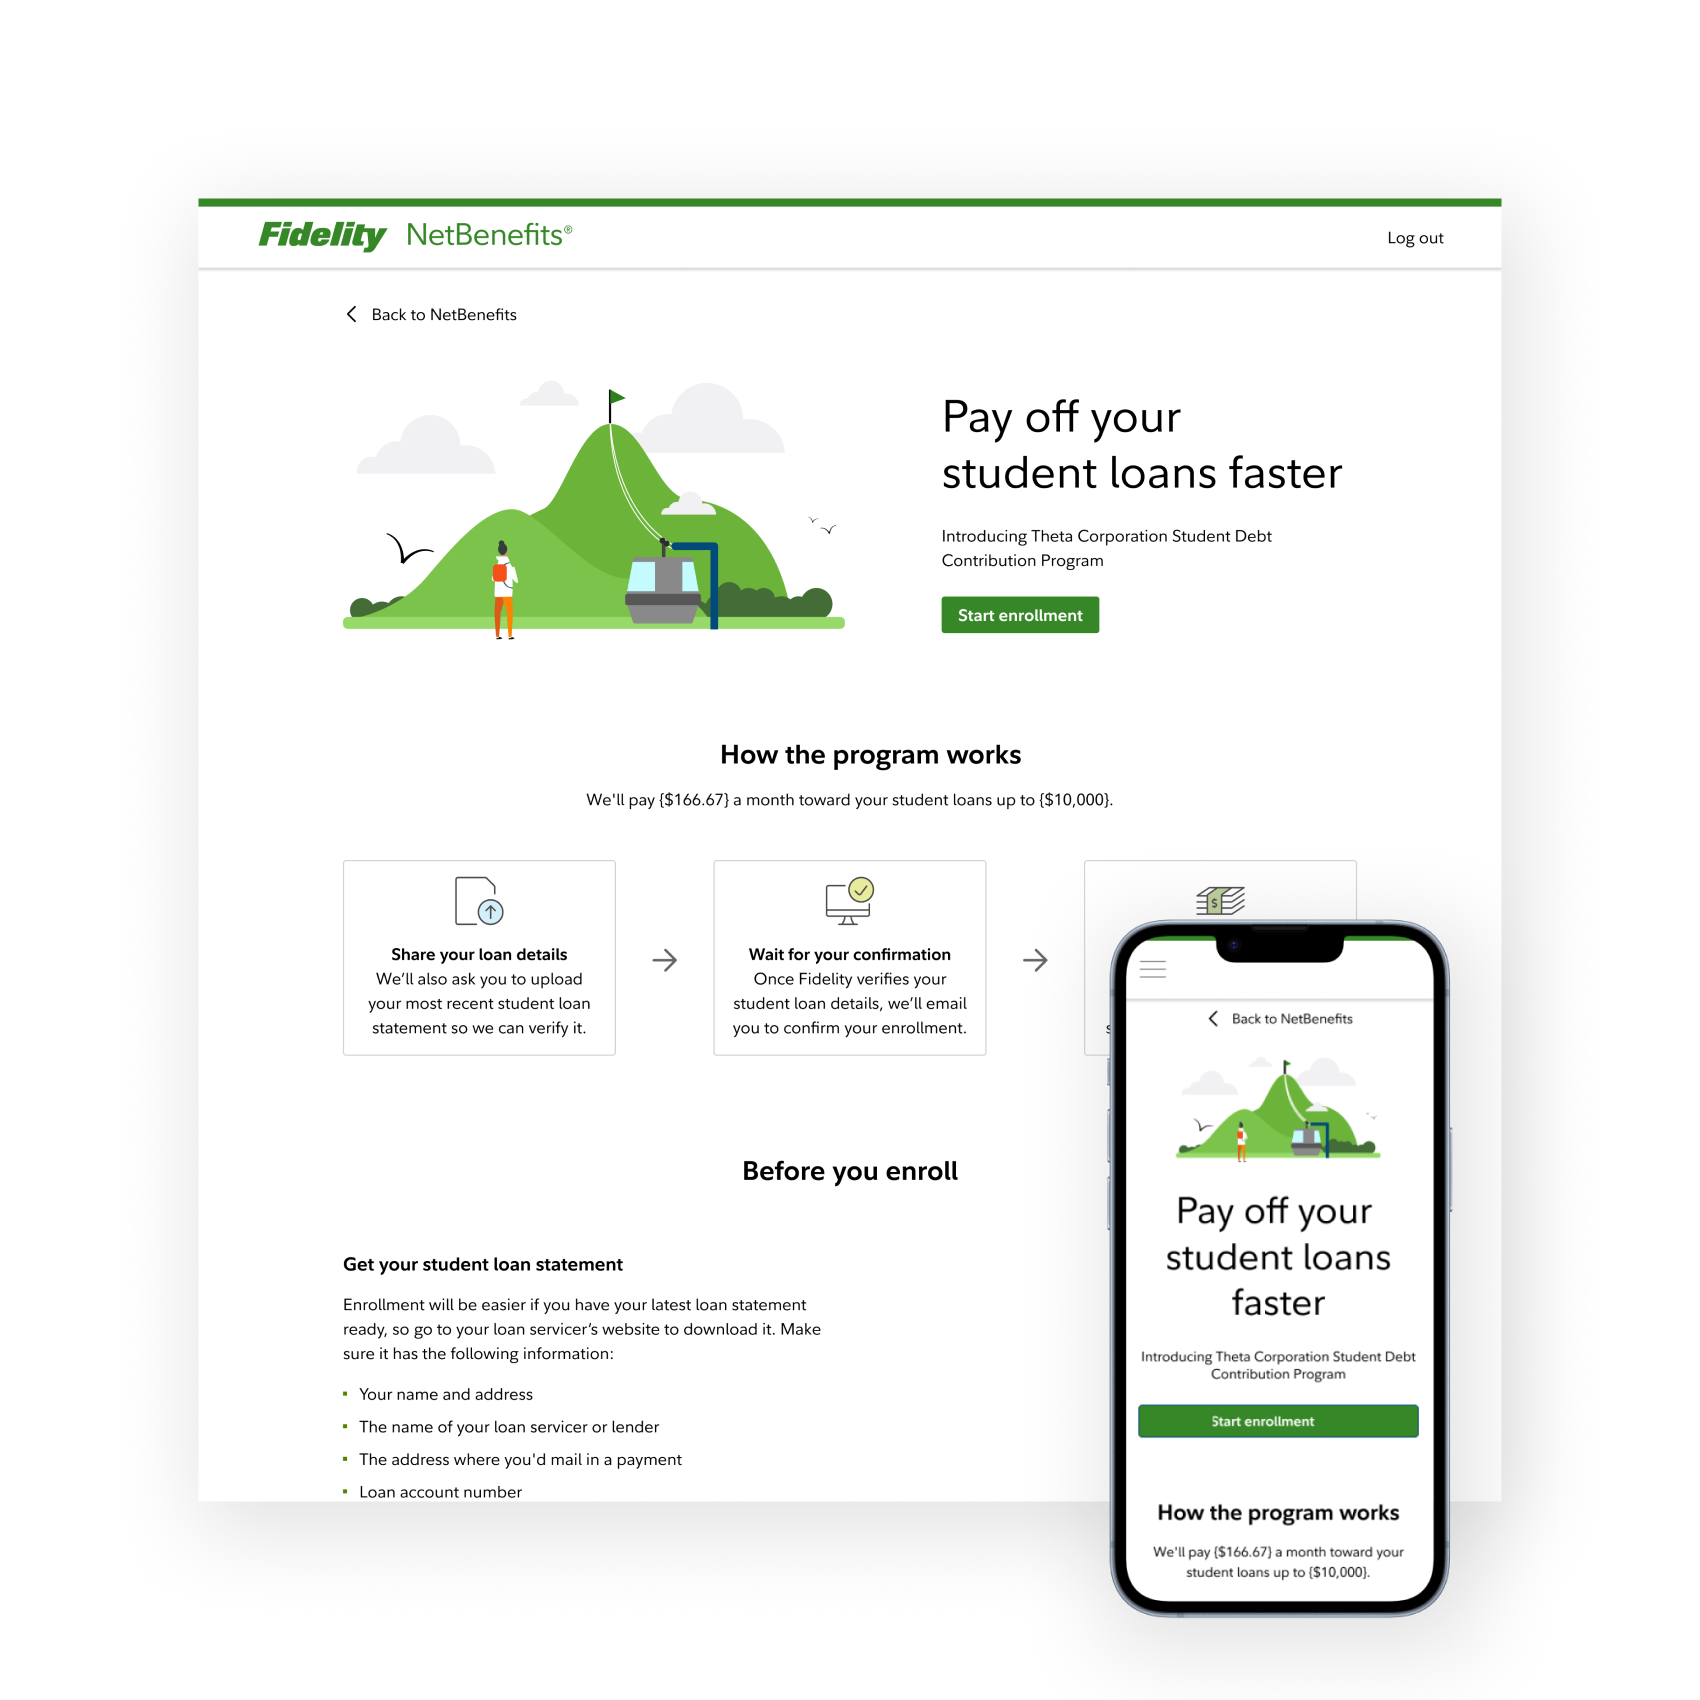 Fidelity NetBenefits®
Log out
Back to NetBenefits
Pay off your
student loans faster
Introducing Theta Corporation Student Debt
Contribution Program
Start enrollment
How the program works
We'll pay {$166.67} a month toward your student loans up to {$10,000}.
Share your loan details
We’ll also ask you to upload
your most recent student loan
statement so we can verify it.
Wait for your confirmation
Once Fidelity verifies your
student loan details, we’ll email
you to confirm your enrollment.
$
Before you enroll
Get your student loan statement
Enrollment will be easier if you have your latest loan statement
ready, so go to your loan servicer’s website to download it. Make
sure it has the following information:
Your name and address
The name of your loan servicer or lender
The address where you'd mail in a payment
Loan account number
Back to NetBenefits
Pay off your
student loans
faster
Introducing Theta Corporation Student Debt
Contribution Program
Start enrollment
How the program works
We'll pay {$166.67} a month toward your
student loans up to {$10,000}.